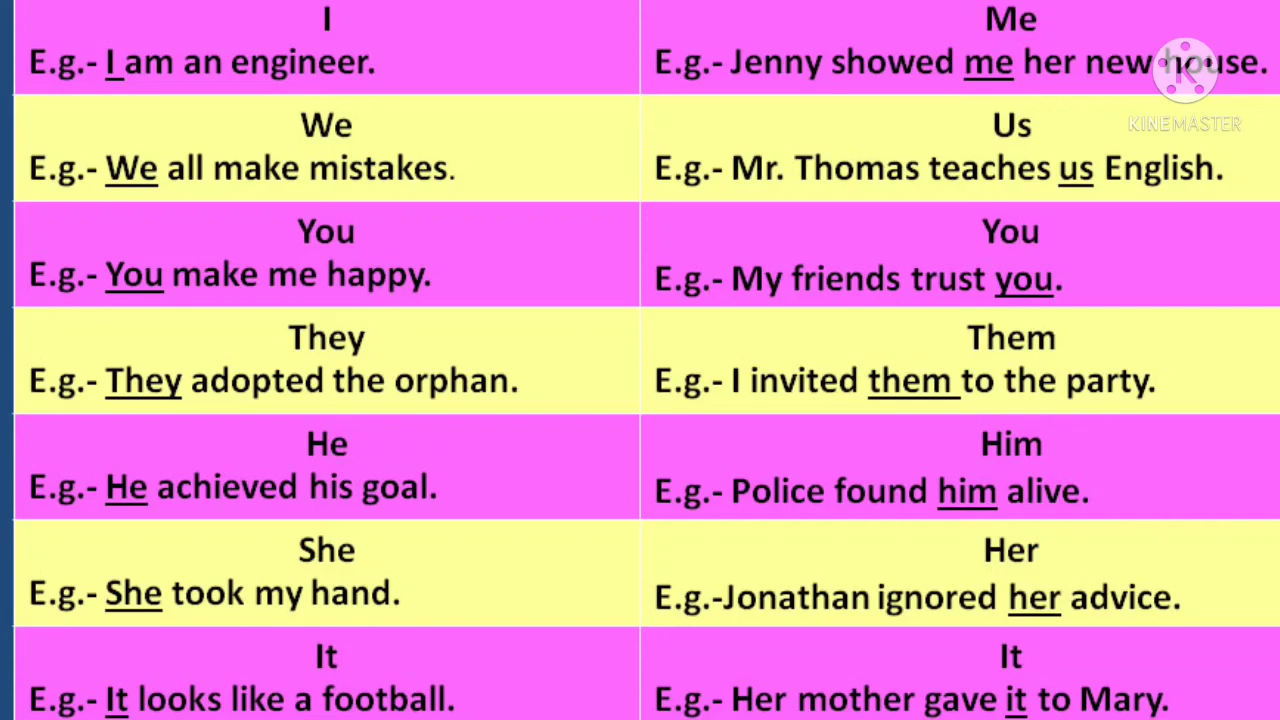 I
E.g.- I am an engineer.
Me
E.g.- Jenny showed me her new house.
KINEMASTER
We
E.g.- We all make mistakes.
Us
E.g.- Mr. Thomas teaches us English.
You
E.g.- You make me happy.
You
E.g.- My friends trust you.
They
E.g.- They adopted the orphan.
Them
E.g.- I invited them to the party.
He
E.g.- He achieved his goal.
Him
E.g.- Police found him alive.
She
E.g.- She took my hand.
Her
E.g.-Jonathan ignored her advice.
It
E.g.- It looks like a football.
It
E.g.- Her mother gave it to Mary.